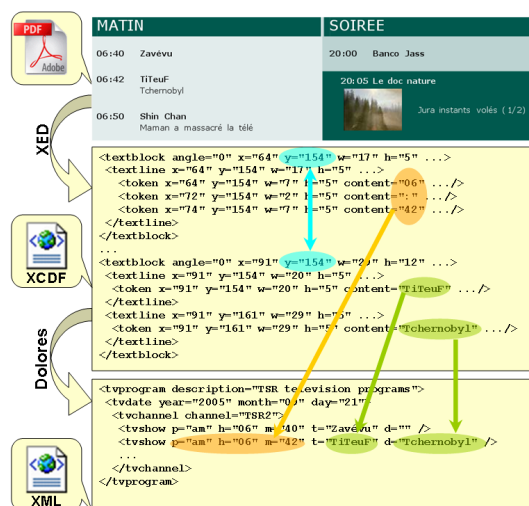 PDF
Adobe
MATIN
SOIREE
06:40 Zavévu
20:00 Banco Jass
06:42 TiTeuF
Tchernobyl
20:05 Le doc nature
Jura instants volés (1/2)
06:50 Shin Chan
Maman a massacré la télé
XED
<textblock angle="0" x="64" y="154" w="17" h="5" ...>
<textline x="64" y="154" w="17" h="5" ...>
<token x="64" y="154" w="7" h="5" content="06" .../>
<token x="72" y="154" w="2" h="5" content=":" .../>
<token x="74" y="154" w="7" h="5" content="42" .../>
</textline>
</textblock>
...
<textblock angle="0" x="91" y="154" w="29" h="12" ...>
<textline x="91" y="154" w="20" h="5" ...>
<token x="91" y="154" w="20" h="5" content="TiTeuF" .../>
</textline>
<textline x="91" y="161" w="29" h="5" ...>
<token x="91" y="161" w="29" h="5" content="Tchernobyl" .../>
</textline>
</textblock>
XCDF
Dolores
<tvprogram description="TSR television programs">
<tvdate year="2005" month="09" day="21">
<tvchannel channel="TSR2">
<tvshow p="am" h="06" m="40" t="Zavévu" d="" />
<tvshow p="am" h="06" m="42" t="TiTeuF" d="Tchernobyl" />
...
</tvchannel>
</tvprogram>
XML